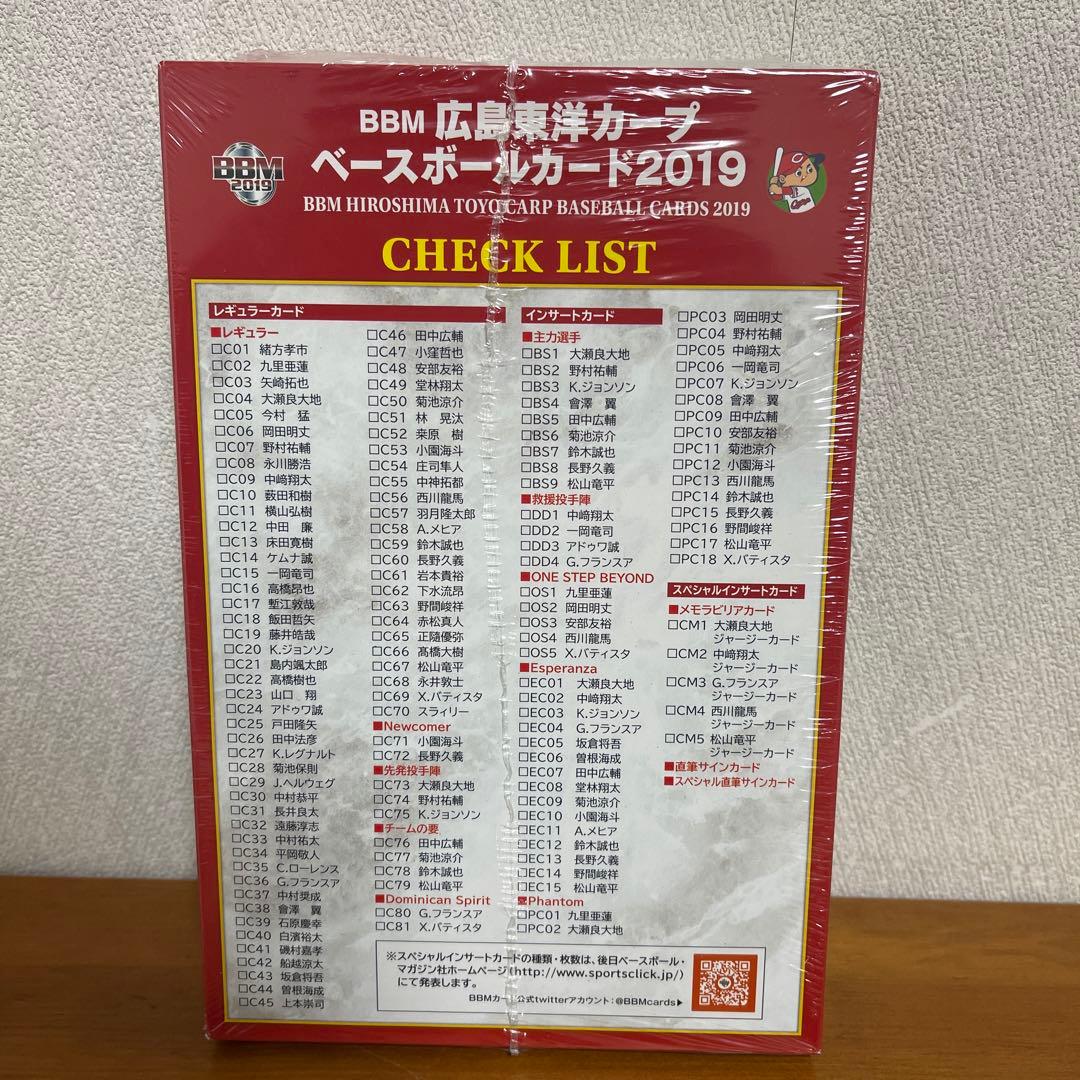 BBM 広島東洋カープ
ベースボールカード2019
BBM HIROSHIMA TOYO CARP BASEBALL CARDS 2019
BBM
2019
Carp
CHECK LIST
レギュラーカード
■レギュラー
□C01 緒方孝市
□C02 九里亜蓮
□C03 矢崎拓也
□C04 大瀬良大地
□C05 今村 猛
□C06 岡田明丈
□C07 野村祐輔
□C08 永川勝浩
□C09 中﨑翔太
□C10 薮田和樹
□C11 横山弘樹
□C12 中田 廉
□C13 床田寛樹
□C14 ケムナ誠
□C15 一岡竜司
□C16 高橋昂也
□C17 塹江敦哉
□C18 飯田哲矢
□C19 藤井皓哉
□C20 K.ジョンソン
□C21 島内颯太郎
□C22 高橋樹也
□C23 山口 翔
□C24 アドゥワ誠
□C25 戸田隆矢
□C26 田中法彦
□C27 K.レグナルト
□C28 菊池保則
□C29 J.ヘルウェグ
□C30 中村恭平
□C31 長井良太
□C32 遠藤淳志
□C33 中村祐太
□C34 平岡敬人
□C35 C.ローレンス
□C36 G.フランスア
□C37 中村奨成
□C38 會澤 翼
□C39 石原慶幸
□C40 白濱裕太
□C41 磯村嘉孝
□C42 船越涼太
□C43 坂倉将吾
□C44 曽根海成
□C45 上本崇司
□C46 田中広輔
□C47 小窪哲也
□C48 安部友裕
□C49 堂林翔太
□C50 菊池涼介
□C51 林 晃汰
□C52 桒原 樹
□C53 小園海斗
□C54 庄司隼人
□C55 中神拓都
□C56 西川龍馬
□C57 羽月隆太郎
□C58 A.メヒア
□C59 鈴木誠也
□C60 長野久義
□C61 岩本貴裕
□C62 下水流昂
□C63 野間峻祥
□C64 赤松真人
□C65 正隨優弥
□C66 髙橋大樹
□C67 松山竜平
□C68 永井敦士
□C69 X.バティスタ
□C70 スライリー
■Newcomer
□C71 小園海斗
□C72 長野久義
■先発投手陣
□C73 大瀬良大地
□C74 野村祐輔
□C75 K.ジョンソン
■チームの要
□C76 田中広輔
□C77 菊池涼介
□C78 鈴木誠也
□C79 松山竜平
■Dominican Spirit
□C80 G.フランスア
□C81 X.バティスタ
インサートカード
■主力選手
□BS1 大瀬良大地
□BS2 野村祐輔
□BS3 K.ジョンソン
□BS4 會澤 翼
□BS5 田中広輔
□BS6 菊池涼介
□BS7 鈴木誠也
□BS8 長野久義
□BS9 松山竜平
■救援投手陣
□DD1 中﨑翔太
□DD2 一岡竜司
□DD3 アドゥワ誠
□DD4 G.フランスア
■ONE STEP BEYOND
□OS1 九里亜蓮
□OS2 岡田明丈
□OS3 安部友裕
□OS4 西川龍馬
□OS5 X.バティスタ
■Esperanza
□EC01 大瀬良大地
□EC02 中﨑翔太
□EC03 K.ジョンソン
□EC04 G.フランスア
□EC05 坂倉将吾
□EC06 曽根海成
□EC07 田中広輔
□EC08 堂林翔太
□EC09 菊池涼介
□EC10 小園海斗
□EC11 A.メヒア
□EC12 鈴木誠也
□EC13 長野久義
□EC14 野間峻祥
□EC15 松山竜平
■Phantom
□PC01 九里亜蓮
□PC02 大瀬良大地
□PC03 岡田明丈
□PC04 野村祐輔
□PC05 中﨑翔太
□PC06 一岡竜司
□PC07 K.ジョンソン
□PC08 會澤 翼
□PC09 田中広輔
□PC10 安部友裕
□PC11 菊池涼介
□PC12 小園海斗
□PC13 西川龍馬
□PC14 鈴木誠也
□PC15 長野久義
□PC16 野間峻祥
□PC17 松山竜平
□PC18 X.バティスタ
スペシャルインサートカード
■メモラビリアカード
□CM1 大瀬良大地
ジャージーカード
□CM2 中﨑翔太
ジャージーカード
□CM3 G.フランスア
ジャージーカード
□CM4 西川龍馬
ジャージーカード
□CM5 松山竜平
ジャージーカード
■直筆サインカード
■スペシャル直筆サインカード
※スペシャルインサートカードの種類・枚数は、後日ベースボール・
マガジン社ホームページ(http://www.sportsclick.jp/)
にて発表します。
BBMカード公式twitterアカウント:@BBMcards▶